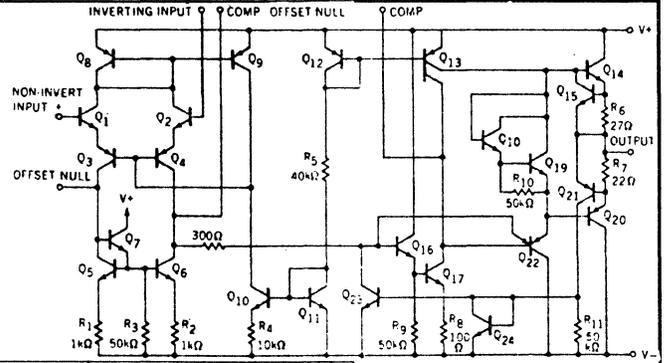 INVERTING INPUT COMP OFFSET NULL COMP
V+
Q8 Q9 Q12 Q13 Q14
Q15
NON-INVERT
INPUT +
Q1 Q2
R6
27Ω
Q10
OUTPUT
Q3 Q4
R5
40kΩ
Q19
R7
22Ω
OFFSET NULL
R10
50kΩ
Q21
V+
Q20
Q7
300Ω
Q16
Q22
Q5 Q6
Q17
Q10 Q11 Q23
R1
1kΩ
R3
50kΩ
R2
1kΩ
R4
10kΩ
R9
50kΩ
R8
100
Ω
Q24
R11
50
kΩ
V-